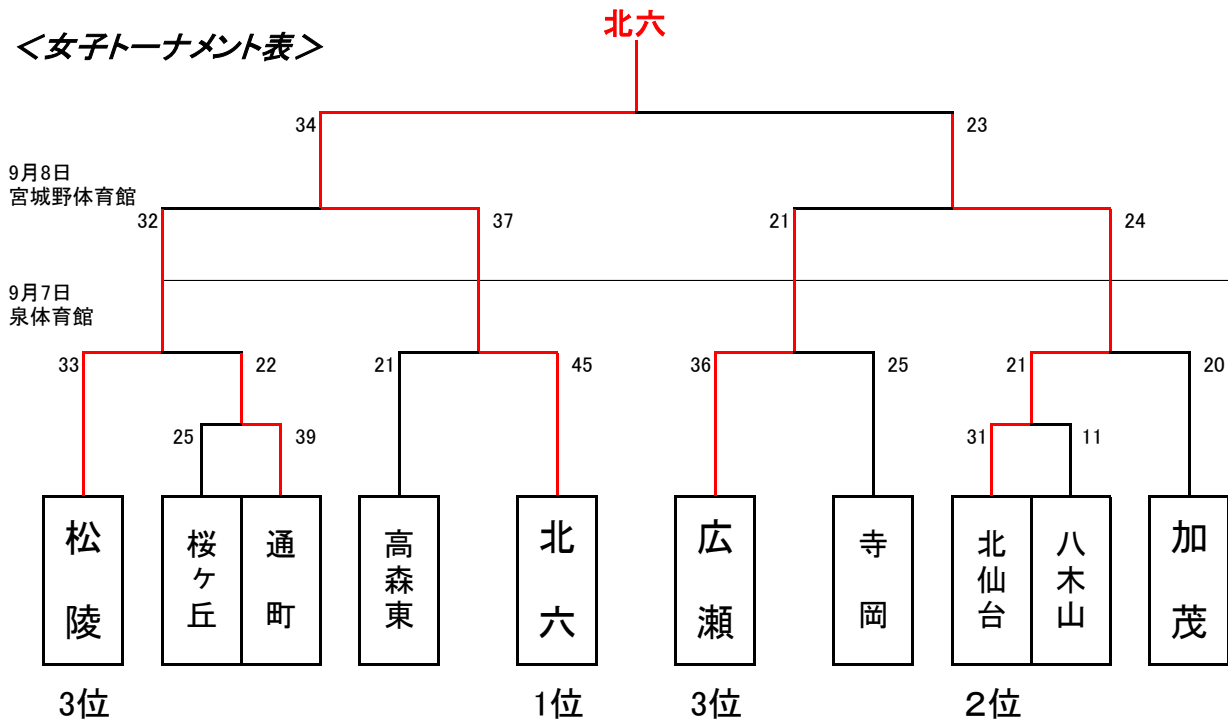 ＜女子トーナメント表＞
北六
34
23
9月8日
宮城野体育館
32
37
21
24
9月7日
泉体育館
33
22
21
45
36
25
21
20
25
39
31
11
松陵
桜ヶ丘
通町
高森東
北六
広瀬
寺岡
北仙台
八木山
加茂
3位
1位
3位
２位